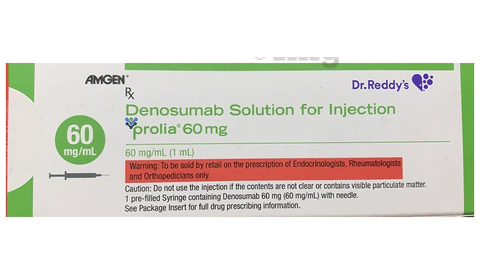 AMGEN®
Dr.Reddy's
Rx
Denosumab Solution for Injection
prolia® 60 mg
60
mg/mL
60 mg/mL (1 mL)
Warning: To be sold by retail on the prescription of Endocrinologists, Rheumatologists
and Orthopedicians only.
Caution: Do not use the injection if the contents are not clear or contains visible particulate matter.
1 pre-filled Syringe containing Denosumab 60 mg (60 mg/mL) with needle.
See Package Insert for full drug prescribing information.